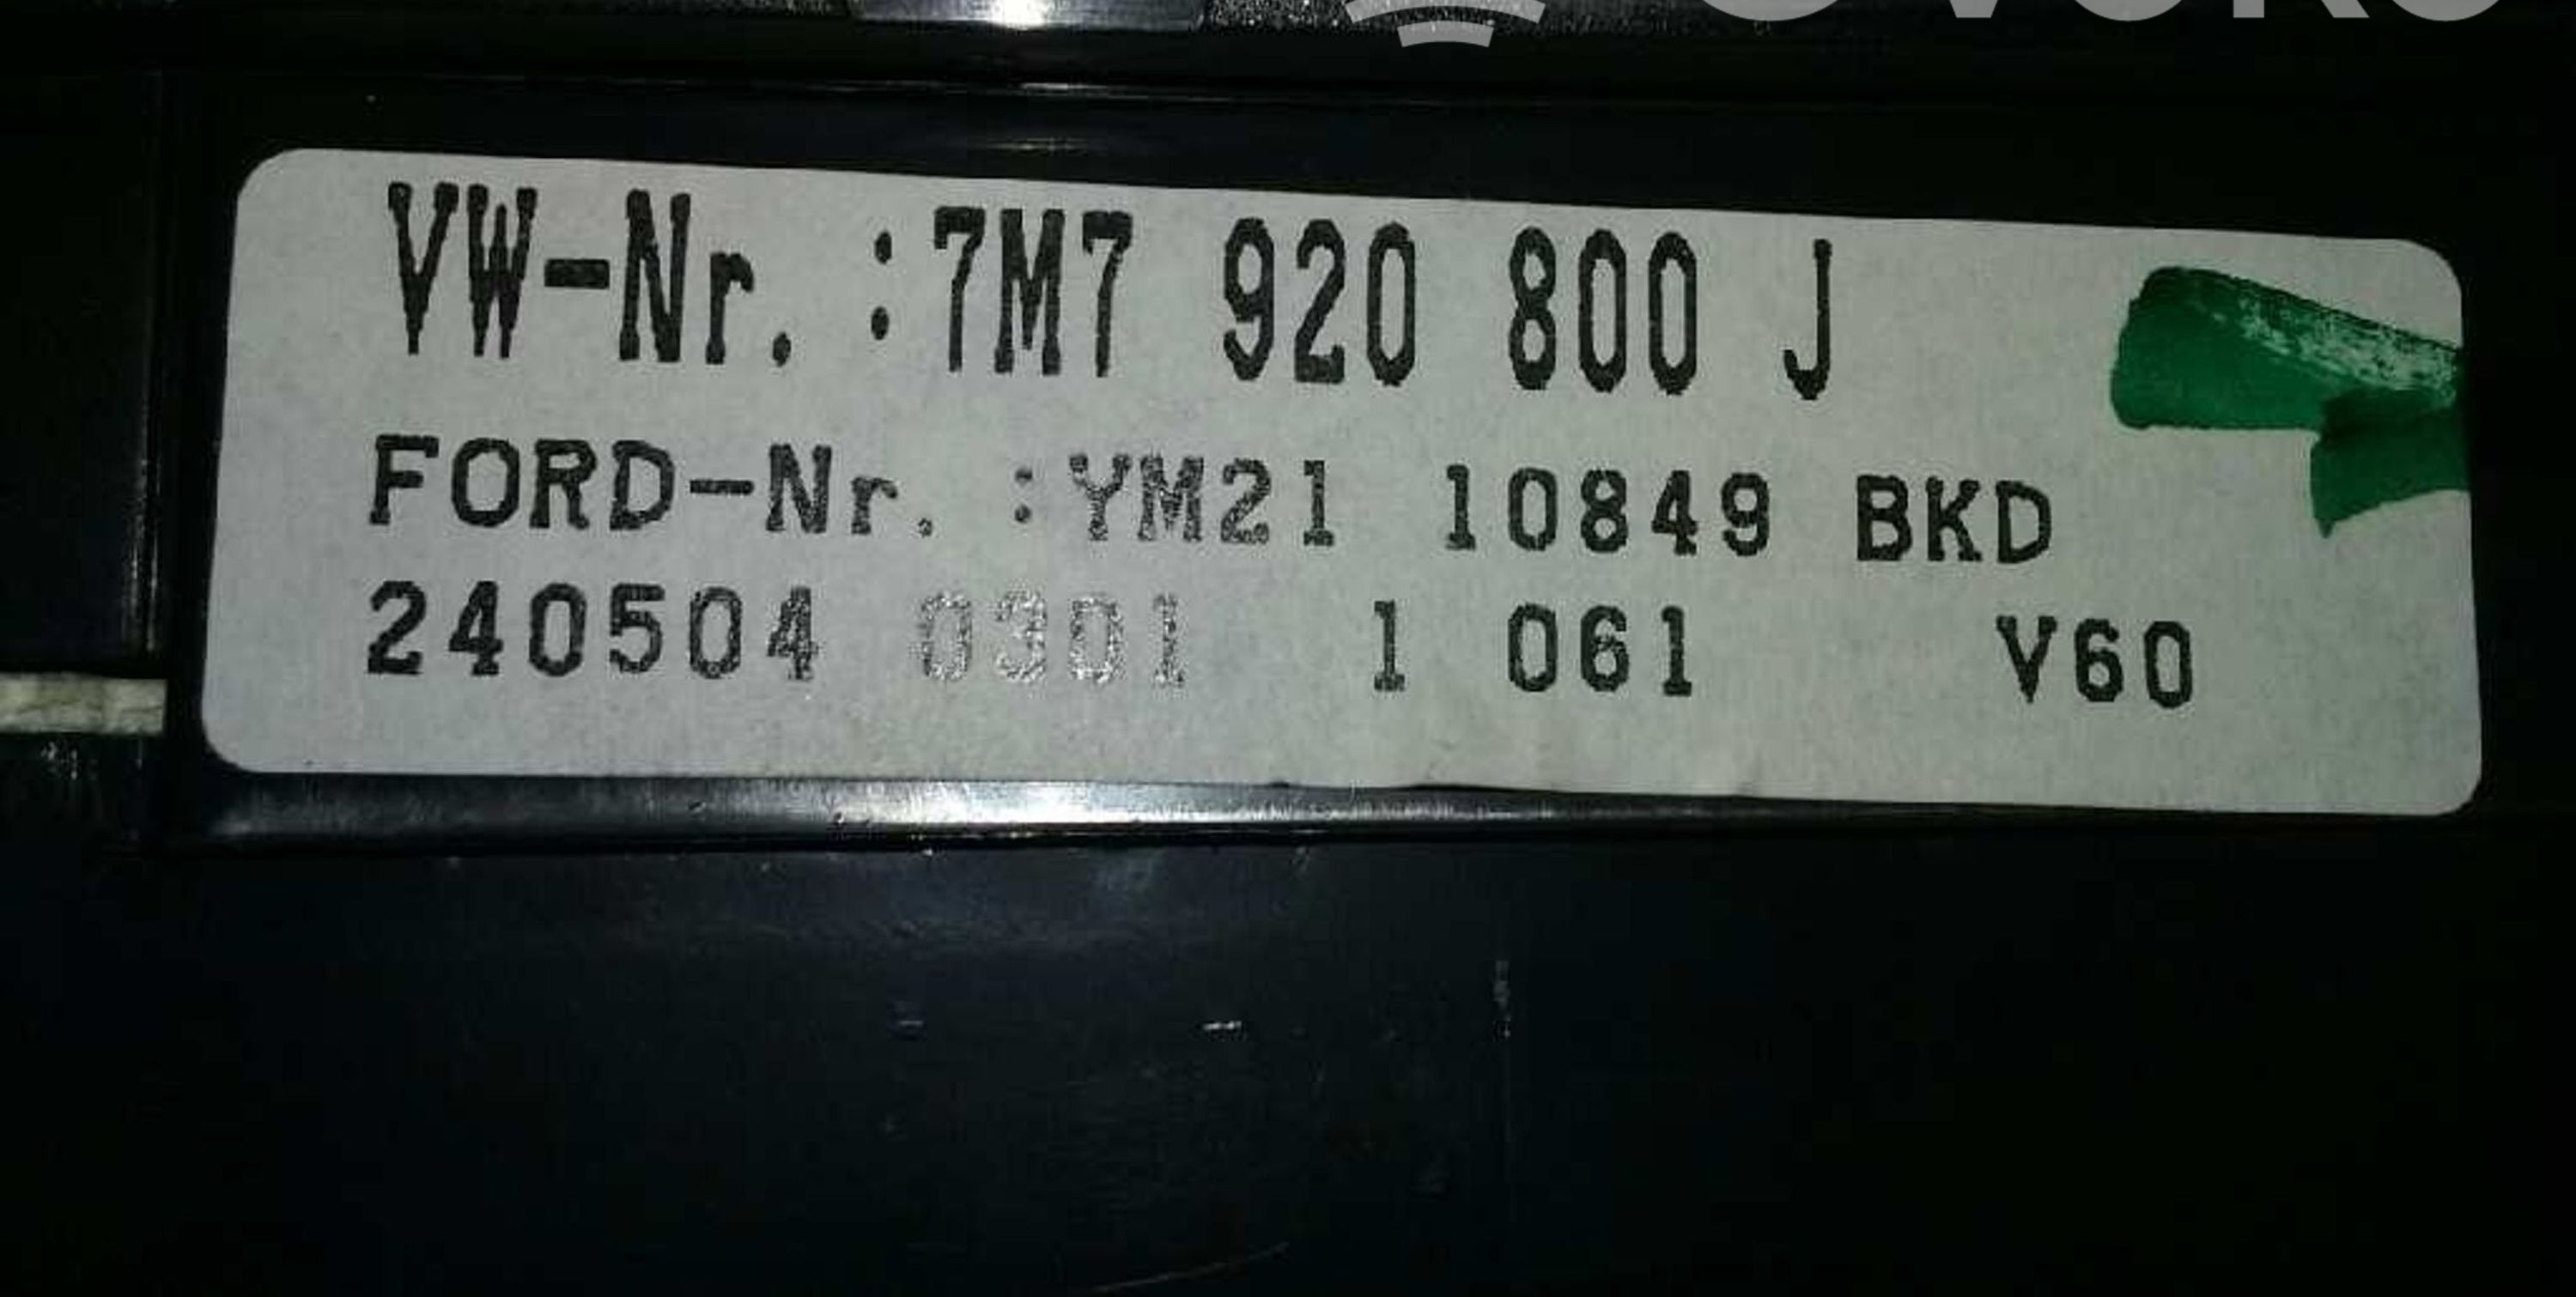 VW-Nr. :7M7 920 800 J
FORD-Nr. :YM21 10849 BKD
240504 0301 1 061 V60